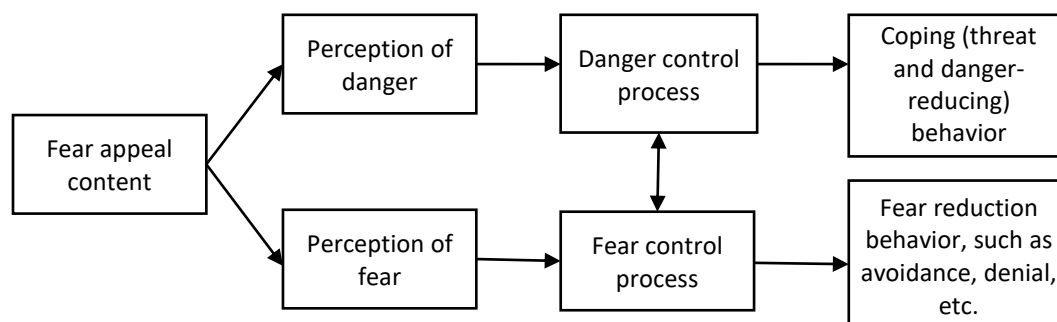 Fear appeal
content
Perception of
danger
Danger control
process
Coping (threat
and danger-
reducing)
behavior
Perception of
fear
Fear control
process
Fear reduction
behavior, such as
avoidance, denial,
etc.